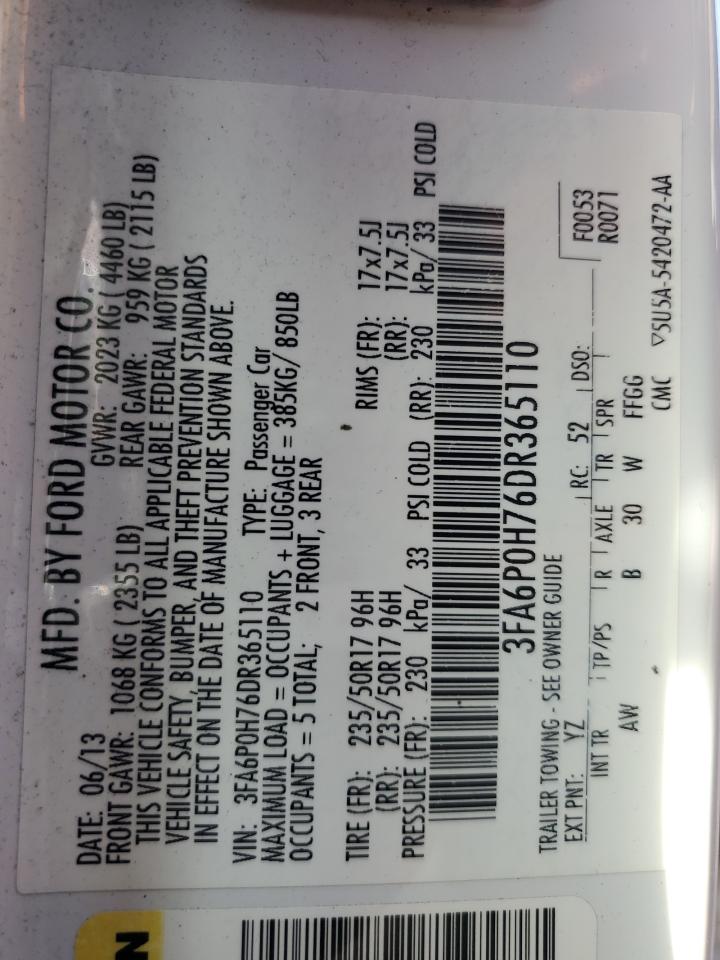 MFD. BY FORD MOTOR CO.
DATE: 06/13 GVWR: 2023 KG ( 4460 LB)
FRONT GAWR: 1068 KG ( 2355 LB) REAR GAWR: 959 KG ( 2115 LB)
THIS VEHICLE CONFORMS TO ALL APPLICABLE FEDERAL MOTOR
VEHICLE SAFETY, BUMPER, AND THEFT PREVENTION STANDARDS
IN EFFECT ON THE DATE OF MANUFACTURE SHOWN ABOVE.
VIN: 3FA6P0H76DR365110 TYPE: Passenger Car
MAXIMUM LOAD = OCCUPANTS + LUGGAGE = 385KG/ 850LB
OCCUPANTS = 5 TOTAL; 2 FRONT, 3 REAR
TIRE (FR): 235/50R17 96H RIMS (FR): 17x7.5J
(RR): 235/50R17 96H (RR): 17x7.5J
PRESSURE (FR): 230 kPa/ 33 PSI COLD (RR): 230 kPa/ 33 PSI COLD
3FA6P0H76DR365110
TRAILER TOWING - SEE OWNER GUIDE
EXT PNT: YZ RC: 52 DSO: F0053
R0071
INT TR TP/PS R AXLE TR SPR
AW B 30 W FFGG
CMC ▽5U5A-5420472-AA
N